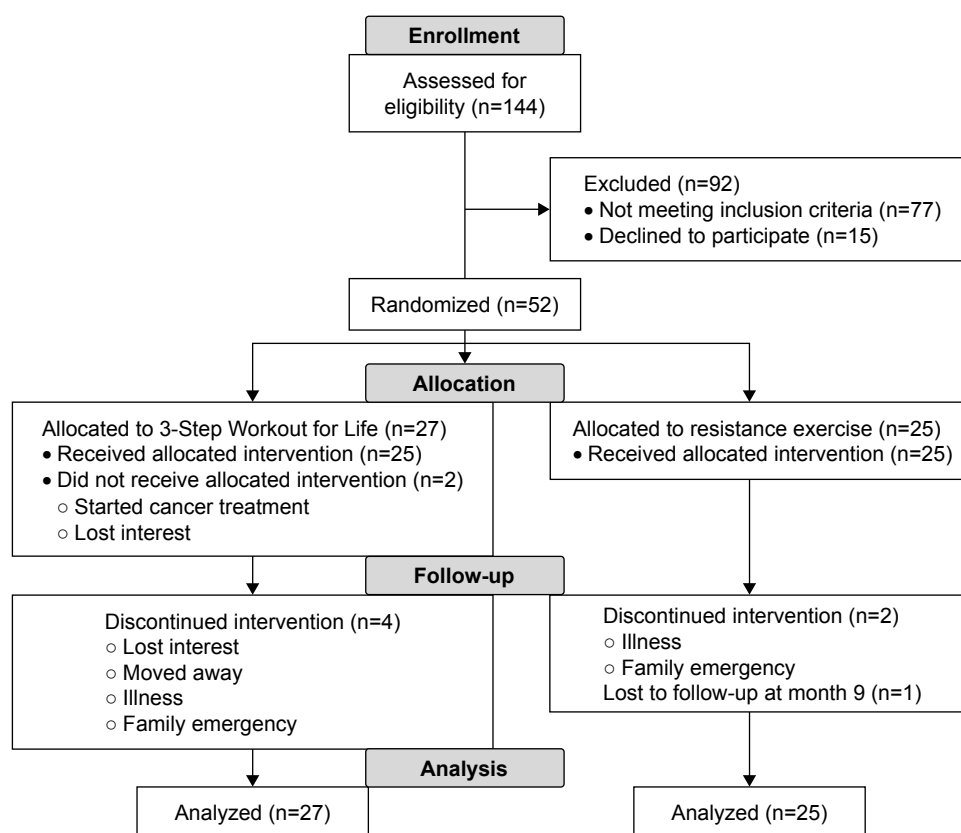 Enrollment
Assessed for
eligibility (n=144)
Excluded (n=92)
• Not meeting inclusion criteria (n=77)
• Declined to participate (n=15)
Randomized (n=52)
Allocation
Allocated to 3-Step Workout for Life (n=27)
• Received allocated intervention (n=25)
• Did not receive allocated intervention (n=2)
○ Started cancer treatment
○ Lost interest
Allocated to resistance exercise (n=25)
• Received allocated intervention (n=25)
Follow-up
Discontinued intervention (n=4)
○ Lost interest
○ Moved away
○ Illness
○ Family emergency
Discontinued intervention (n=2)
○ Illness
○ Family emergency
Lost to follow-up at month 9 (n=1)
Analysis
Analyzed (n=27)
Analyzed (n=25)